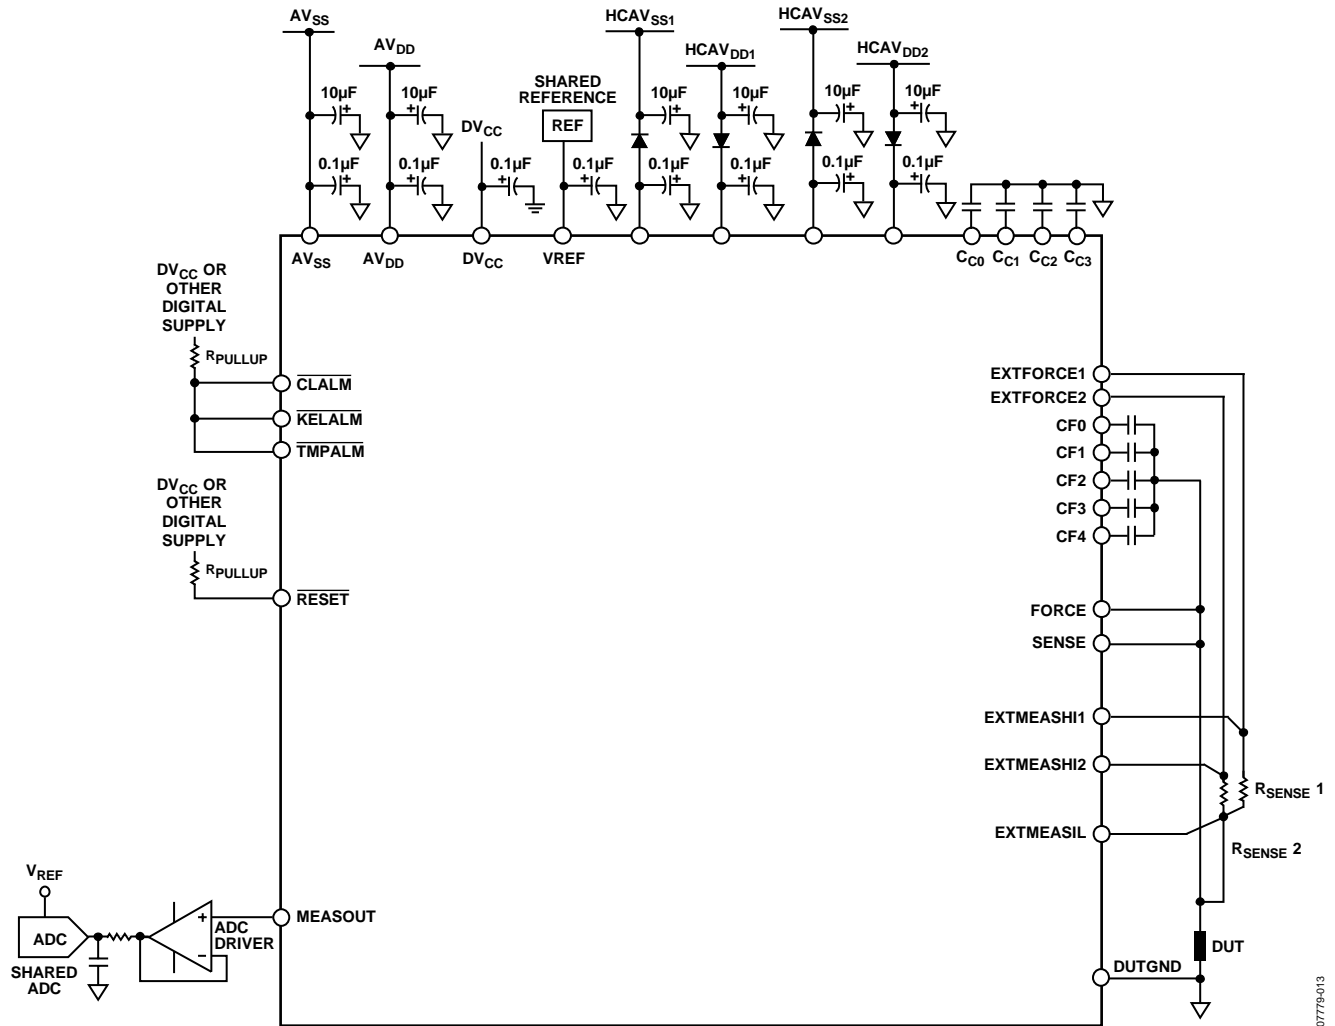 AVSS
AVDD
HCAVSS1
HCAVDD1
HCAVSS2
HCAVDD2
10µF
10µF
SHARED
REFERENCE
REF
10µF
10µF
10µF
10µF
DVCC
0.1µF
0.1µF
0.1µF
0.1µF
0.1µF
0.1µF
0.1µF
0.1µF
+
+
+
+
+
+
+
+
+
+
+
+
+
+
AVSS
AVDD
DVCC
VREF
CC0
CC1
CC2
CC3
DVCC OR
OTHER
DIGITAL
SUPPLY
RPULLUP
CLALM
KELALM
TMPALM
DVCC OR
OTHER
DIGITAL
SUPPLY
RPULLUP
RESET
EXTFORCE1
EXTFORCE2
CF0
CF1
CF2
CF3
CF4
FORCE
SENSE
EXTMEASHI1
EXTMEASHI2
RSENSE 1
EXTMEASIL
RSENSE 2
VREF
ADC
SHARED
ADC
+
–
ADC
DRIVER
MEASOUT
DUT
DUTGND
07779-013